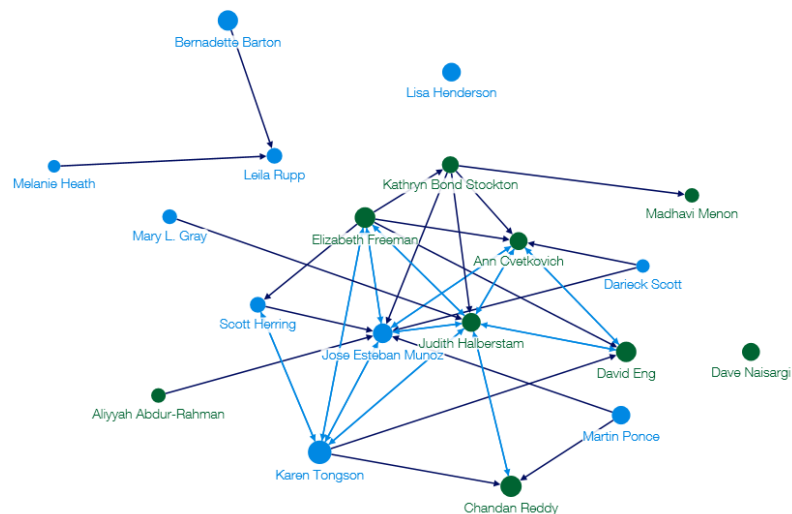 Bernadette Barton
Lisa Henderson
Leila Rupp
Melanie Heath
Kathryn Bond Stockton
Madhavi Menon
Mary L. Gray
Elizabeth Freeman
Ann Cvetkovich
Darieck Scott
Scott Herring
Judith Halberstam
Jose Esteban Munoz
David Eng
Dave Naisargi
Aliyyah Abdur-Rahman
Martin Ponce
Karen Tongson
Chandan Reddy